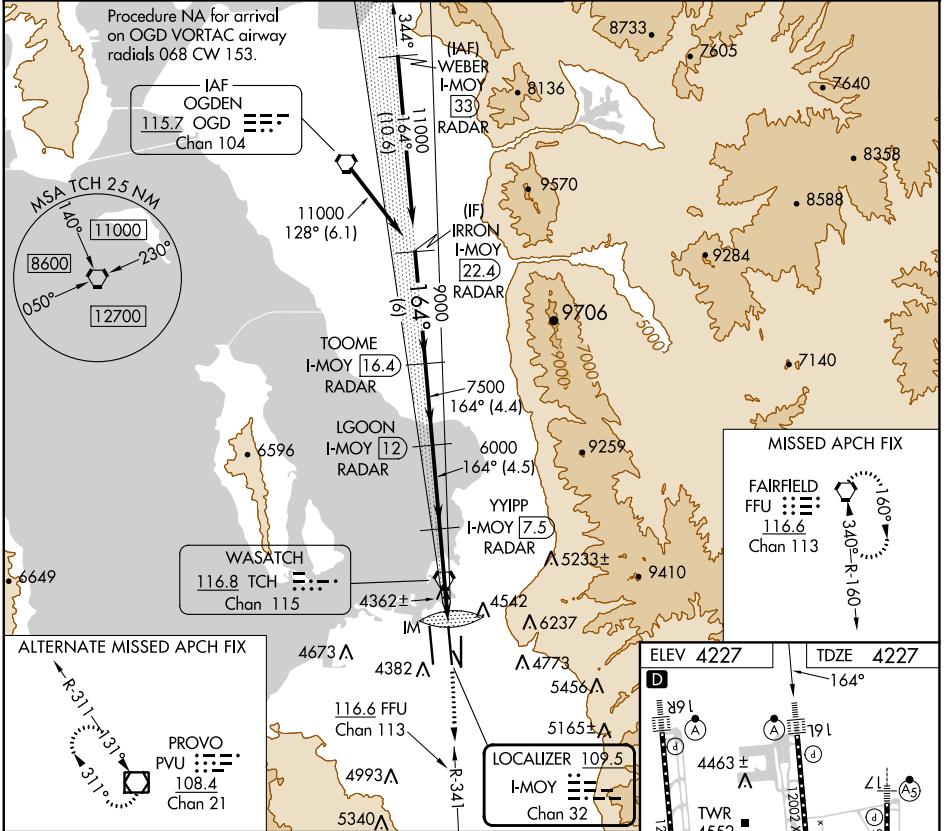 Procedure NA for arrival
on OGD VORTAC airway
radials 068 CW 153.
IAF
OGDEN
115.7 OGD
Chan 104
344°
(IAF)
WEBER
I-MOY
33
RADAR
11000
164°
(10.6)
8733
7605
8136
7640
8358
9570
8588
9284
MSA TCH 25 NM
140°
11000
8600
230°
050°
12700
11000
128° (6.1)
(IF)
IRRON
I-MOY
22.4
RADAR
9000
164°
(6)
9706
5000
9000
7000
7140
TOOME
I-MOY 16.4
RADAR
7500
164° (4.4)
LGOON
I-MOY 12
RADAR
6000
164° (4.5)
6596
9259
YYIPP
I-MOY 7.5
RADAR
5233±
9410
6649
WASATCH
116.8 TCH
Chan 115
4362±
4542
IM
6237
4673
4382
4773
5456
5165±
MISSED APCH FIX
FAIRFIELD
FFU
116.6
Chan 113
160°
340°
R-160
ALTERNATE MISSED APCH FIX
R-311
131°
311°
PROVO
PVU
108.4
Chan 21
116.6 FFU
Chan 113
R-341
4993
5340
LOCALIZER 109.5
I-MOY
Chan 32
ELEV 4227
TDZE 4227
D
164°
16R
A
A
16L
P
P
4463 ±
17
A5
P
TWR